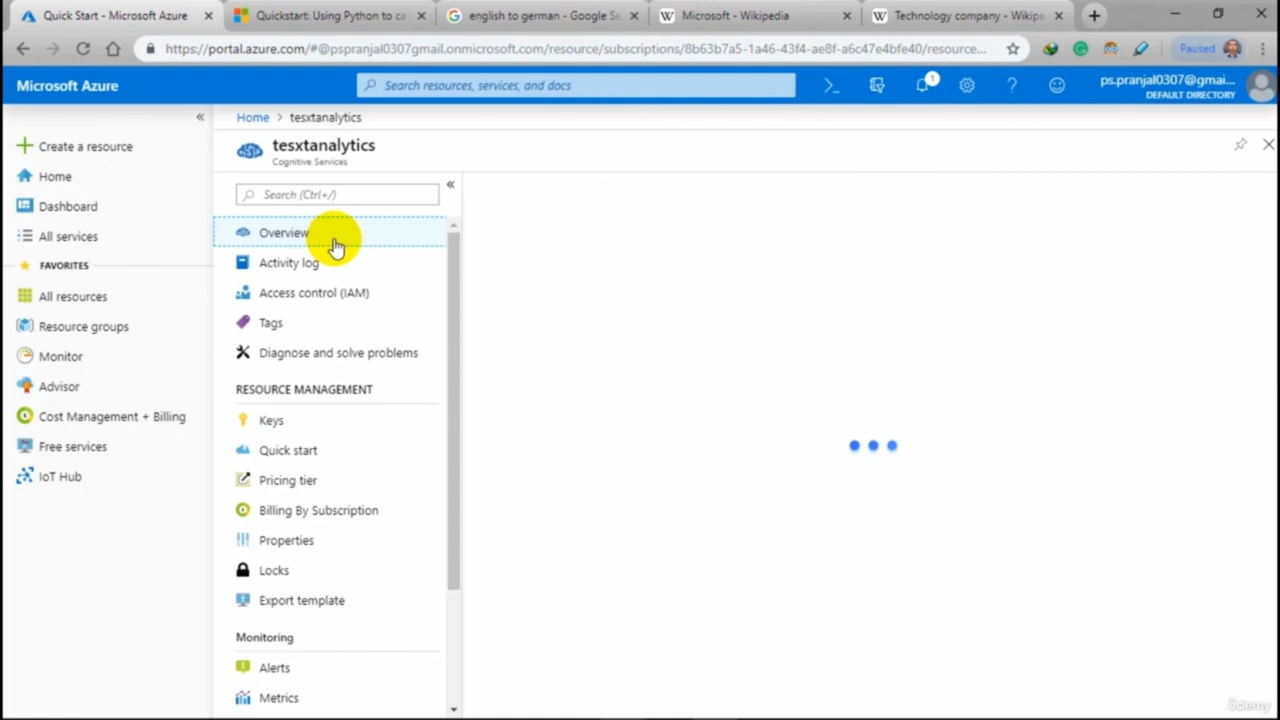 Quick Start - Microsoft Azure
Quickstart: Using Python to ca
english to german - Google Se
Microsoft - Wikipedia
Technology company - Wikipe
https://portal.azure.com/#@pspranjal0307gmail.onmicrosoft.com/resource/subscriptions/8b63b7a5-1a46-43f4-ae8f-a6c47e4bfe40/resource...
Paused
Microsoft Azure
Search resources, services, and docs
1
ps.pranjal0307@gmai...
DEFAULT DIRECTORY
Create a resource
Home
Dashboard
All services
FAVORITES
All resources
Resource groups
Monitor
Advisor
Cost Management + Billing
Free services
IoT Hub
Home > tesxtanalytics
tesxtanalytics
Cognitive Services
Search (Ctrl+/)
Overview
Activity log
Access control (IAM)
Tags
Diagnose and solve problems
RESOURCE MANAGEMENT
Keys
Quick start
Pricing tier
Billing By Subscription
Properties
Locks
Export template
Monitoring
Alerts
Metrics
ûdemy